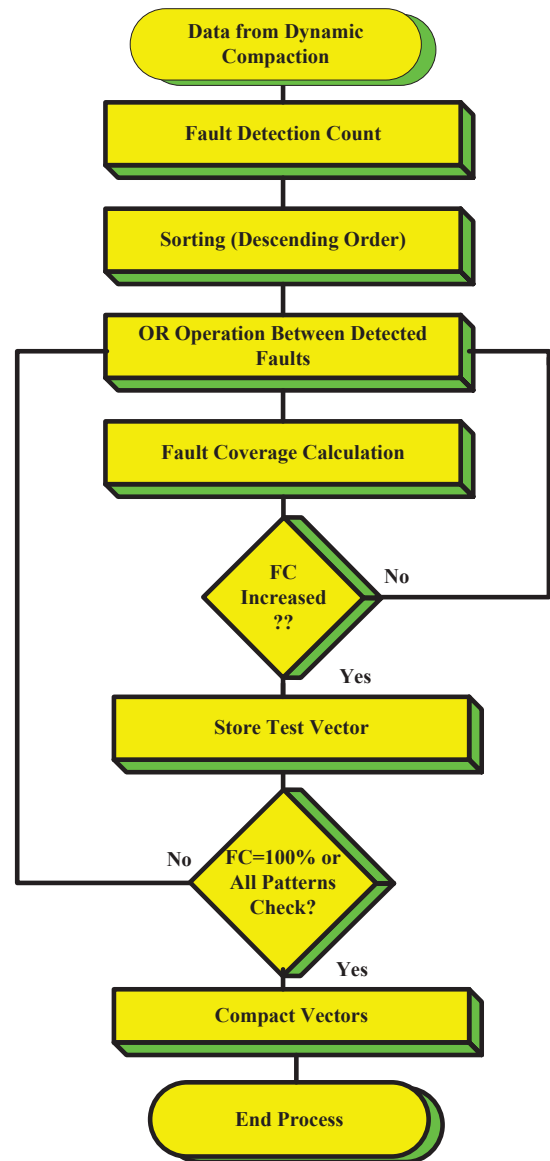 Data from Dynamic
Compaction
Fault Detection Count
Sorting (Descending Order)
OR Operation Between Detected
Faults
Fault Coverage Calculation
FC
Increased
??
No
Yes
Store Test Vector
No
FC=100% or
All Patterns
Check?
Yes
Compact Vectors
End Process